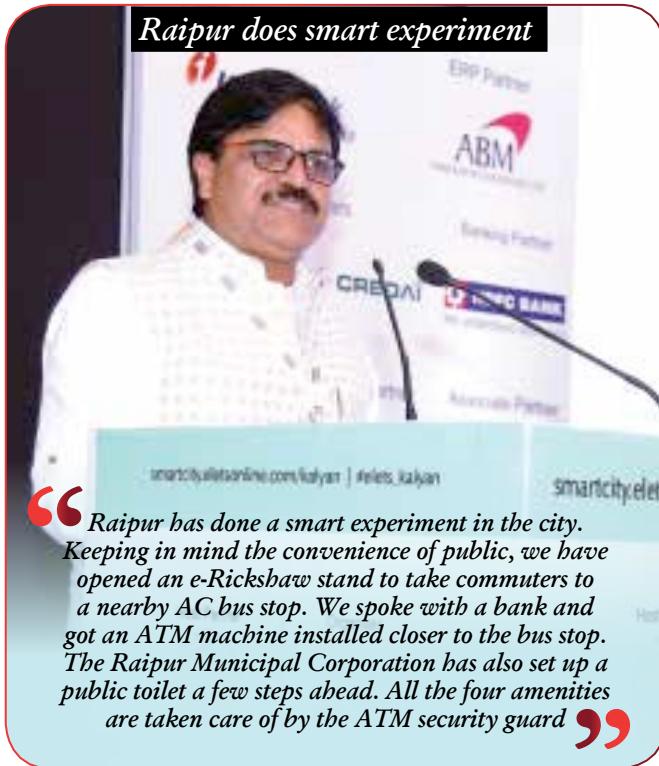 Raipur does smart experiment
ERP Partner
ABM
Banking Partner
CREDAI
HDFC BANK
Associate Partner
smartcity.eletsonline.com/kalyan | #elets_kalyan
smartcity.elet
“Raipur has done a smart experiment in the city.
Keeping in mind the convenience of public, we have
opened an e-Rickshaw stand to take commuters to
a nearby AC bus stop. We spoke with a bank and
got an ATM machine installed closer to the bus stop.
The Raipur Municipal Corporation has also set up a
public toilet a few steps ahead. All the four amenities
are taken care of by the ATM security guard”